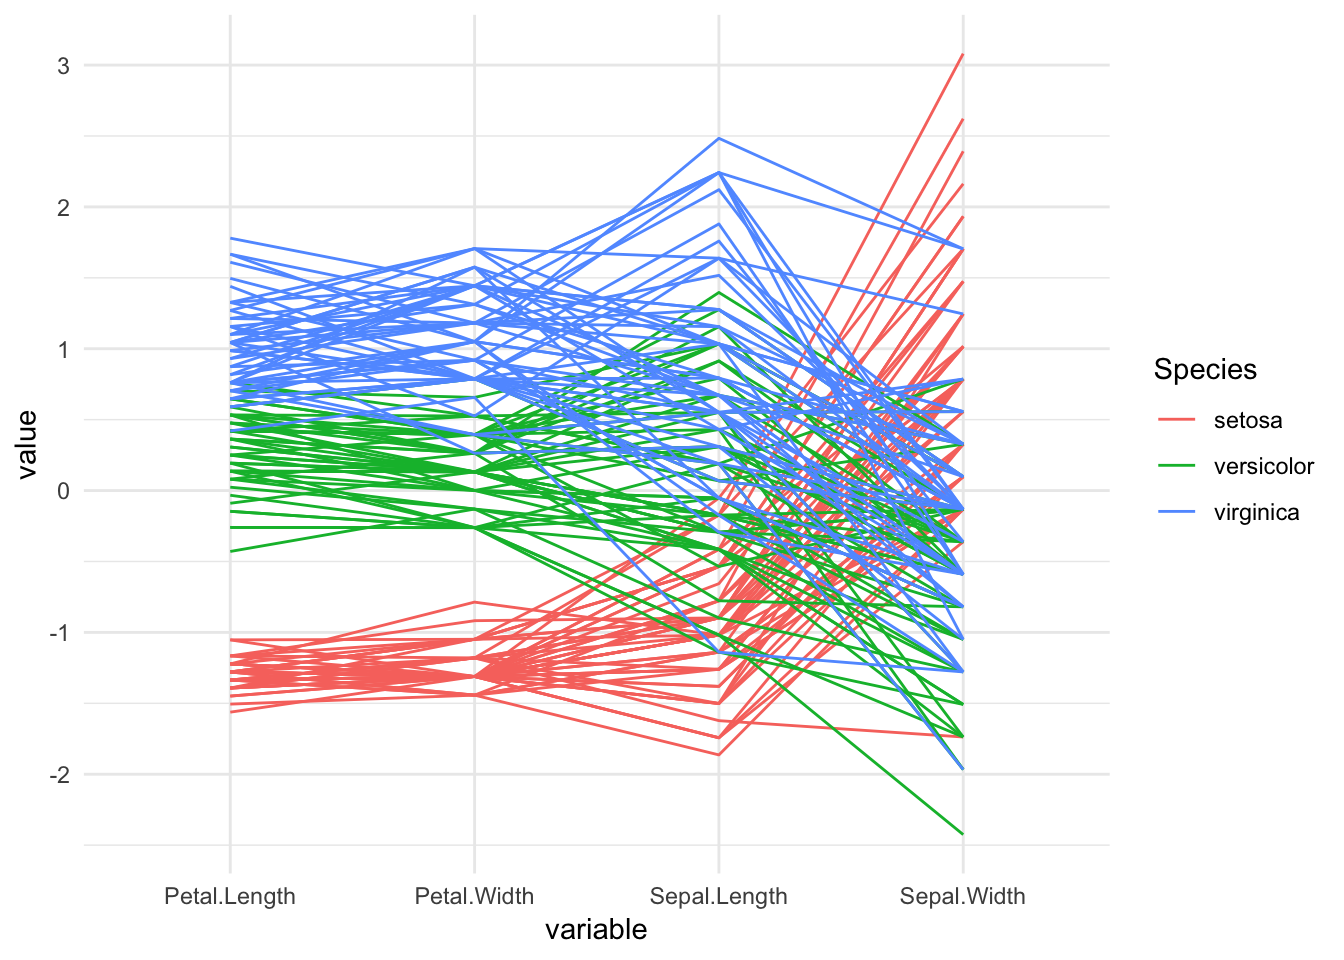 3
2
1
0
-1
-2
value
Petal.Length
Petal.Width
Sepal.Length
Sepal.Width
variable
Species
setosa
versicolor
virginica